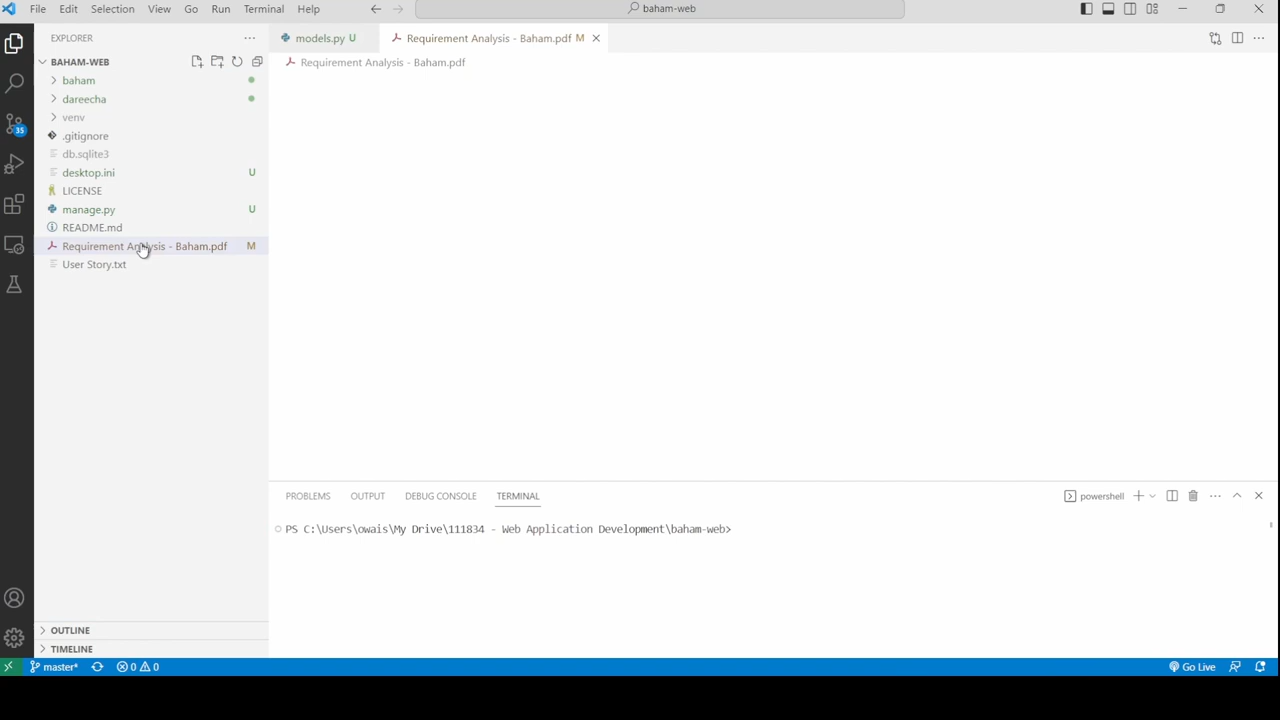 File Edit Selection View Go Run Terminal Help
baham-web
EXPLORER
BAHAM-WEB
baham
dareecha
venv
.gitignore
db.sqlite3
desktop.ini U
LICENSE
manage.py U
README.md
Requirement Analysis - Baham.pdf M
User Story.txt
OUTLINE
TIMELINE
35
models.py U
Requirement Analysis - Baham.pdf M
Requirement Analysis - Baham.pdf
PROBLEMS OUTPUT DEBUG CONSOLE TERMINAL
powershell
PS C:\Users\owais\My Drive\111834 - Web Application Development\baham-web>
master* 0 0
Go Live